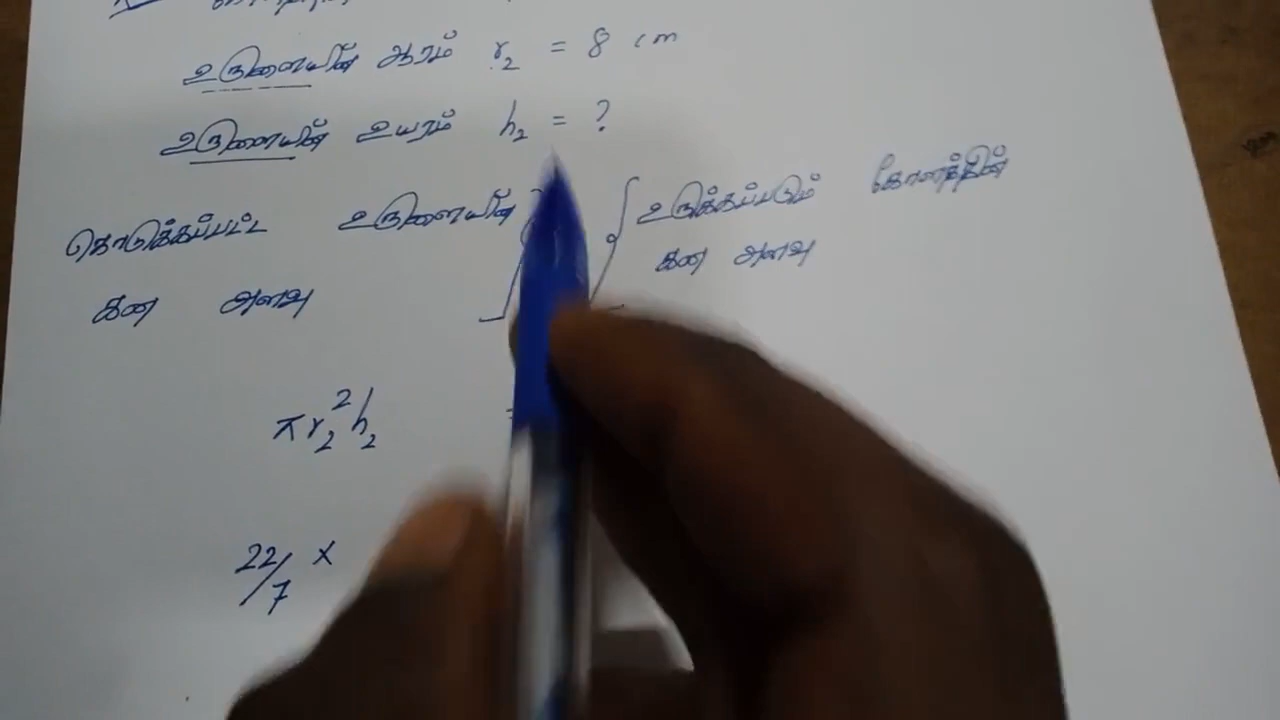 உருளையின் ஆரம் r₂ = 8 cm
உருளையின் உயரம் h₂ = ?
கொடுக்கப்பட்ட உருளையின் உருக்கப்படும் கோளத்தின்
கன அளவு கன அளவு
πr₂²h₂ =
22/7 ×